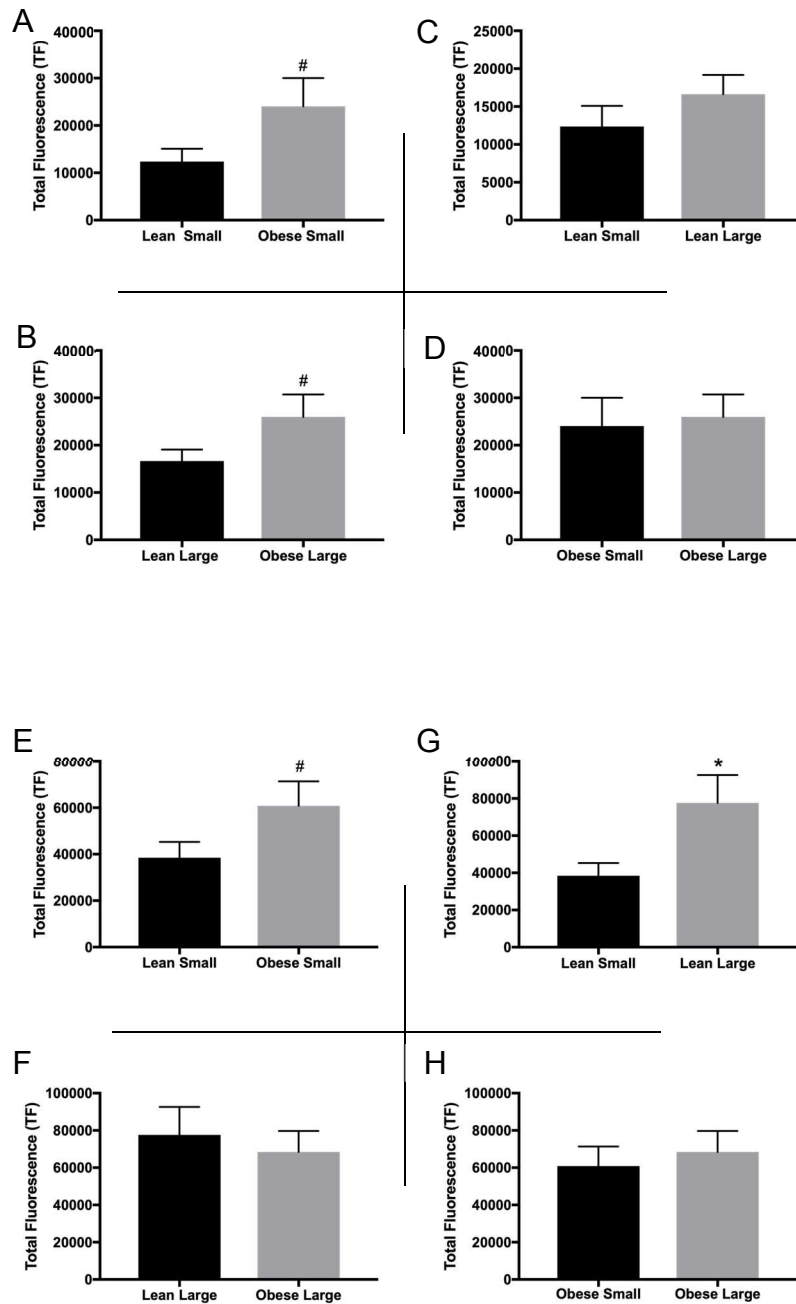 A
Total Fluorescence (TF)
40000
30000
20000
10000
0
#
Lean Small
Obese Small
C
Total Fluorescence (TF)
25000
20000
15000
10000
5000
0
Lean Small
Lean Large
B
Total Fluorescence (TF)
40000
30000
20000
10000
0
#
Lean Large
Obese Large
D
Total Fluorescence (TF)
40000
30000
20000
10000
0
Obese Small
Obese Large
E
Total Fluorescence (TF)
80000
60000
40000
20000
0
#
Lean Small
Obese Small
G
Total Fluorescence (TF)
100000
80000
60000
40000
20000
0
*
Lean Small
Lean Large
F
Total Fluorescence (TF)
100000
80000
60000
40000
20000
0
Lean Large
Obese Large
H
Total Fluorescence (TF)
100000
80000
60000
40000
20000
0
Obese Small
Obese Large